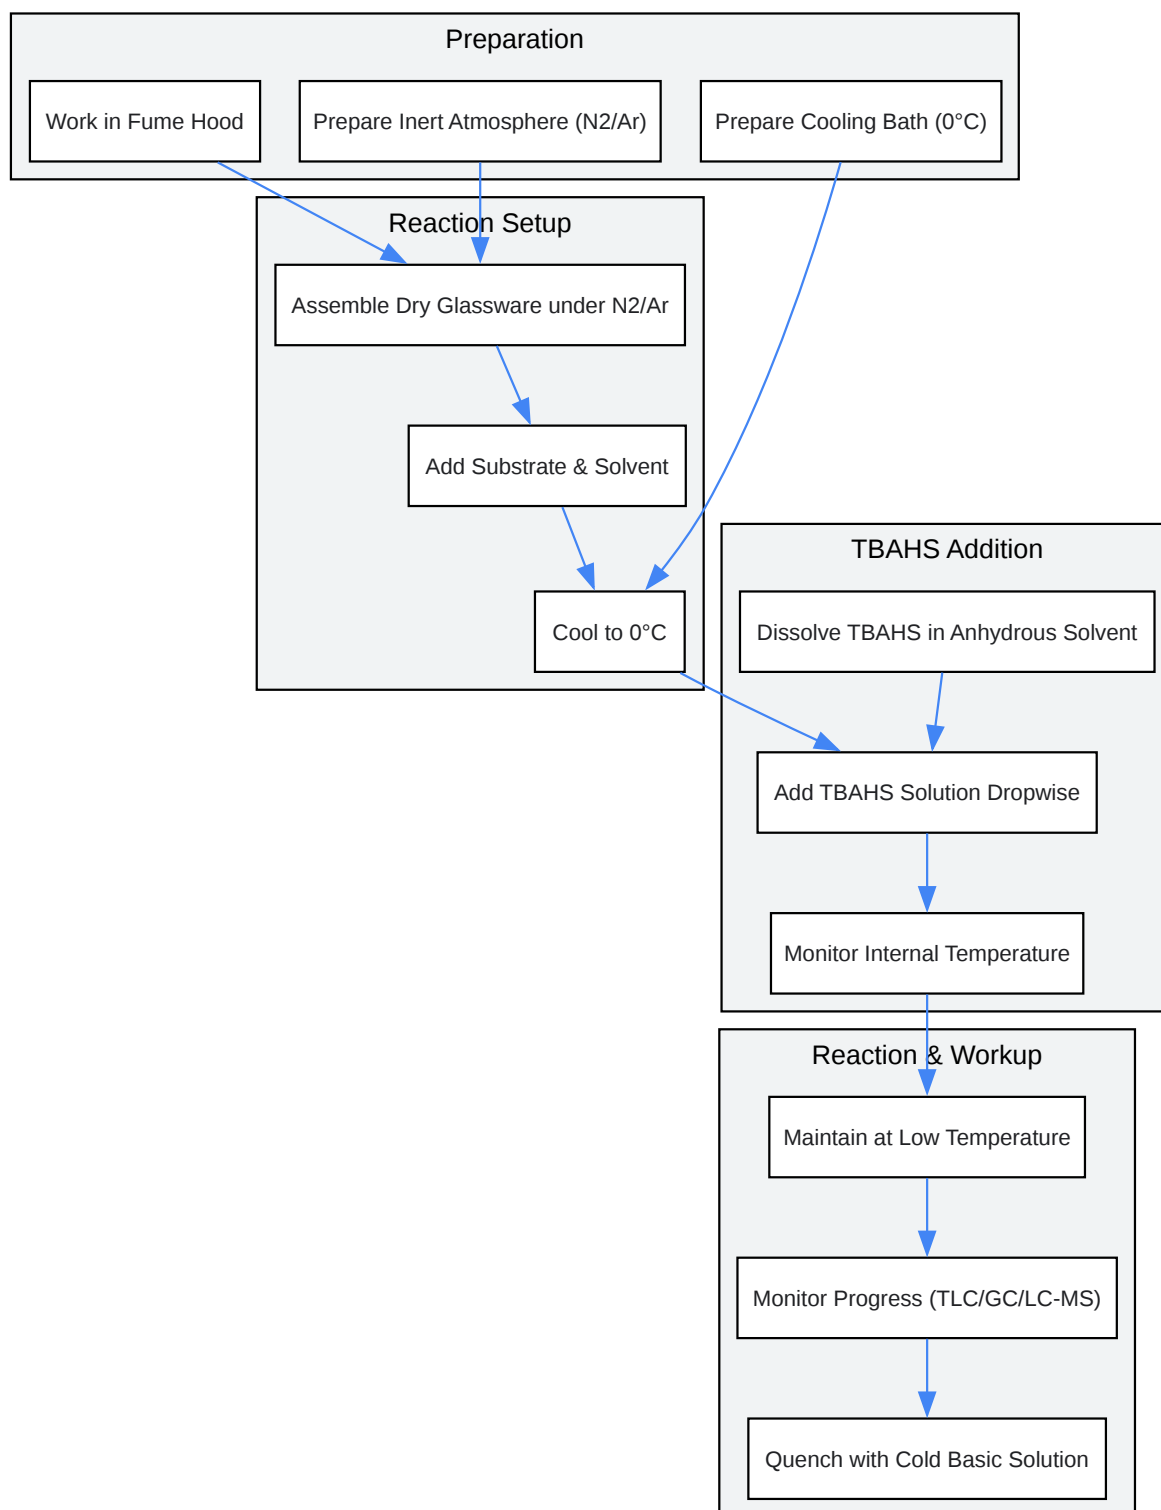 Preparation
Work in Fume Hood
Prepare Inert Atmosphere (N2/Ar)
Prepare Cooling Bath (0°C)
Reaction Setup
Assemble Dry Glassware under N2/Ar
Add Substrate & Solvent
Cool to 0°C
TBAHS Addition
Dissolve TBAHS in Anhydrous Solvent
Add TBAHS Solution Dropwise
Monitor Internal Temperature
Reaction & Workup
Maintain at Low Temperature
Monitor Progress (TLC/GC/LC-MS)
Quench with Cold Basic Solution